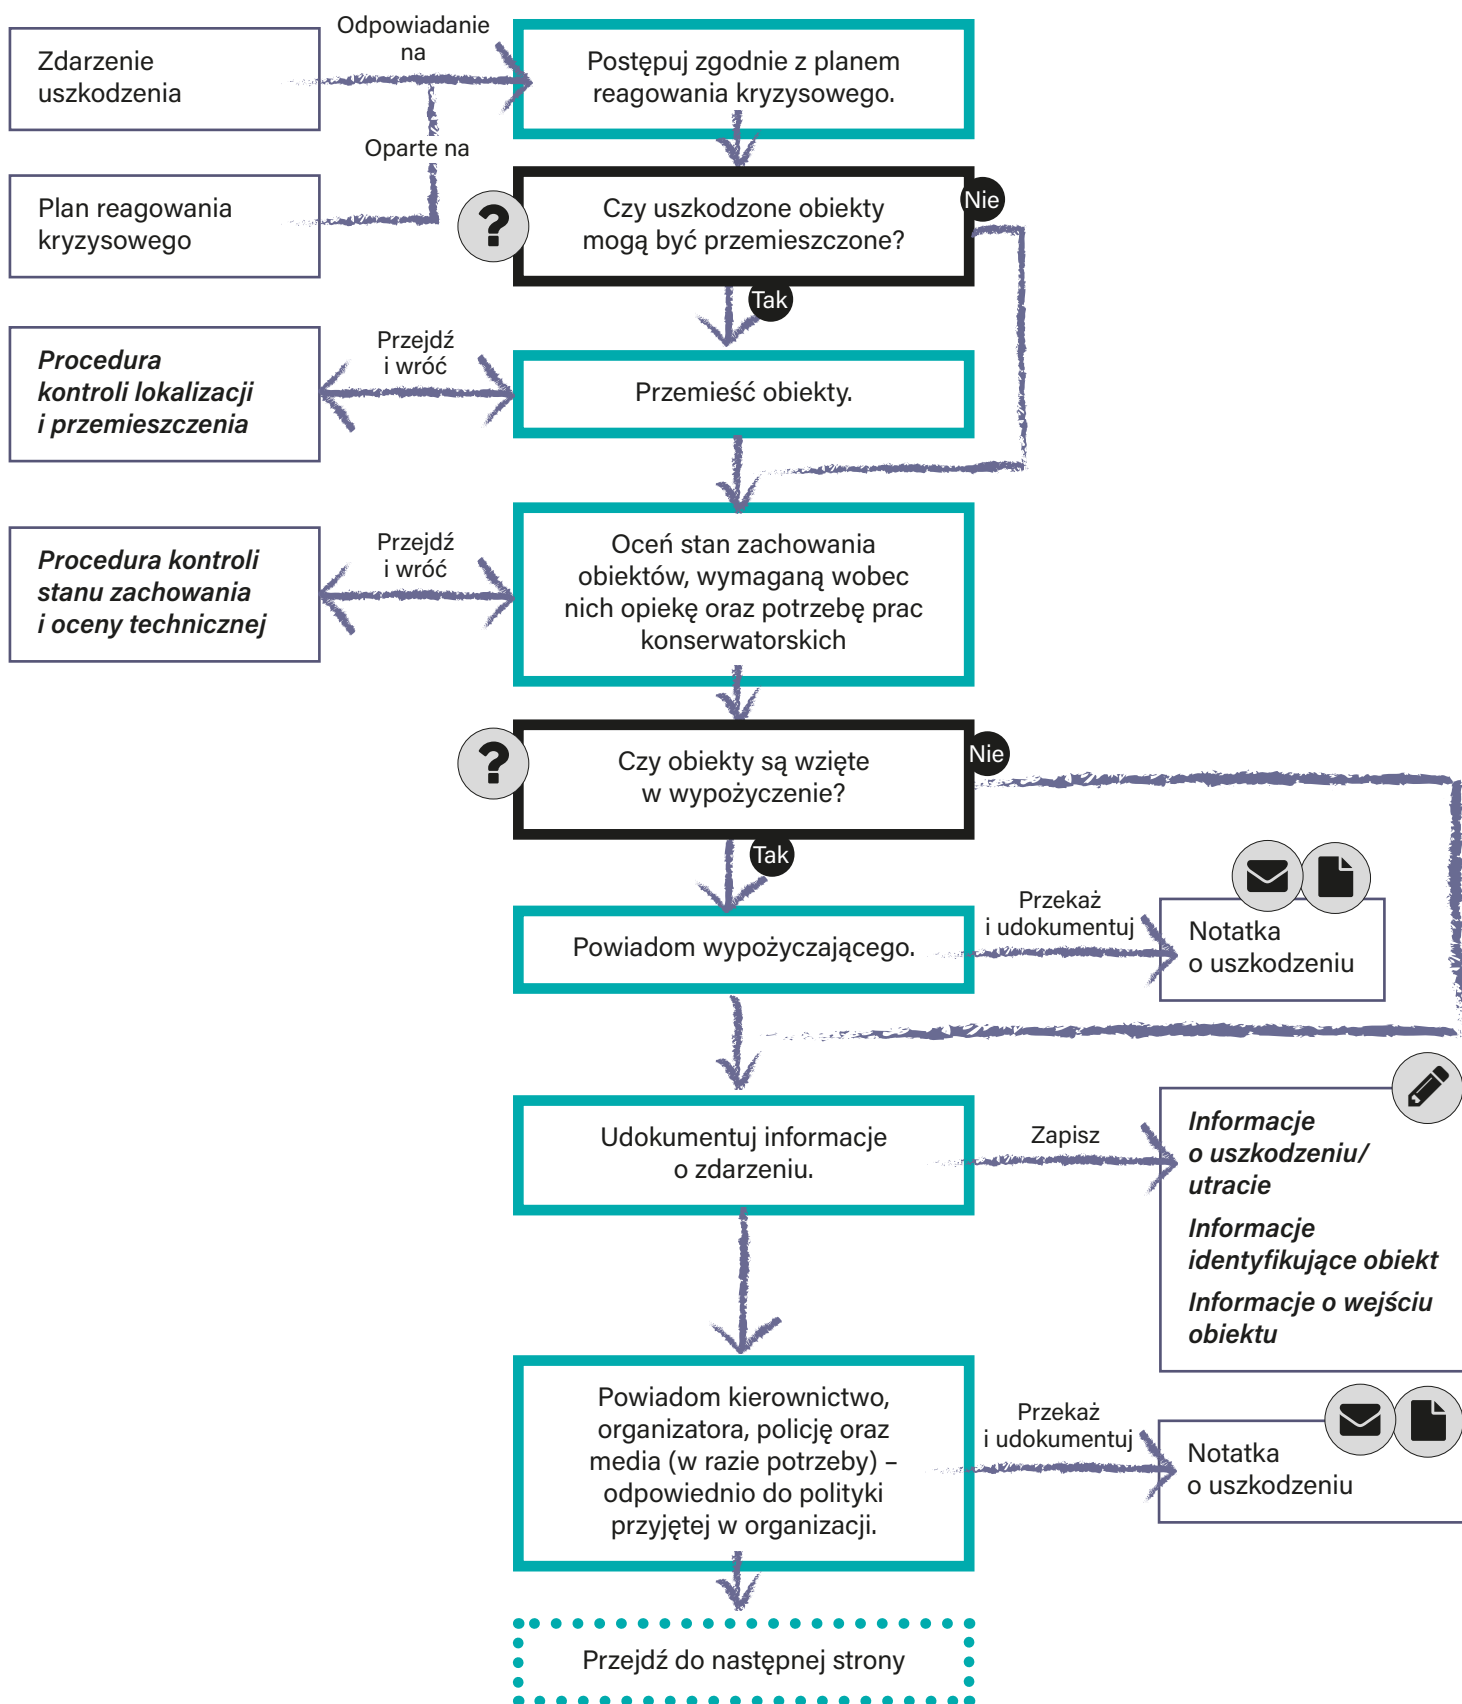 Zdarzenie
uszkodzenia
Odpowiadanie
na
Postępuj zgodnie z planem
reagowania kryzysowego.
Oparte na
Plan reagowania
kryzysowego
?
Czy uszkodzone obiekty
mogą być przemieszczone?
Nie
Tak
Procedura
kontroli lokalizacji
i przemieszczenia
Przejdź
i wróć
Przemieść obiekty.
Procedura kontroli
stanu zachowania
i oceny technicznej
Przejdź
i wróć
Oceń stan zachowania
obiektów, wymaganą wobec
nich opiekę oraz potrzebę prac
konserwatorskich
?
Czy obiekty są wzięte
w wypożyczenie?
Nie
Tak
Powiadom wypożyczającego.
Przekaż
i udokumentuj
Notatka
o uszkodzeniu
Udokumentuj informacje
o zdarzeniu.
Zapisz
Informacje
o uszkodzeniu/
utracie
Informacje
identyfikujące obiekt
Informacje o wejściu
obiektu
Powiadom kierownictwo,
organizatora, policję oraz
media (w razie potrzeby) –
odpowiednio do polityki
przyjętej w organizacji.
Przekaż
i udokumentuj
Notatka
o uszkodzeniu
Przejdź do następnej strony